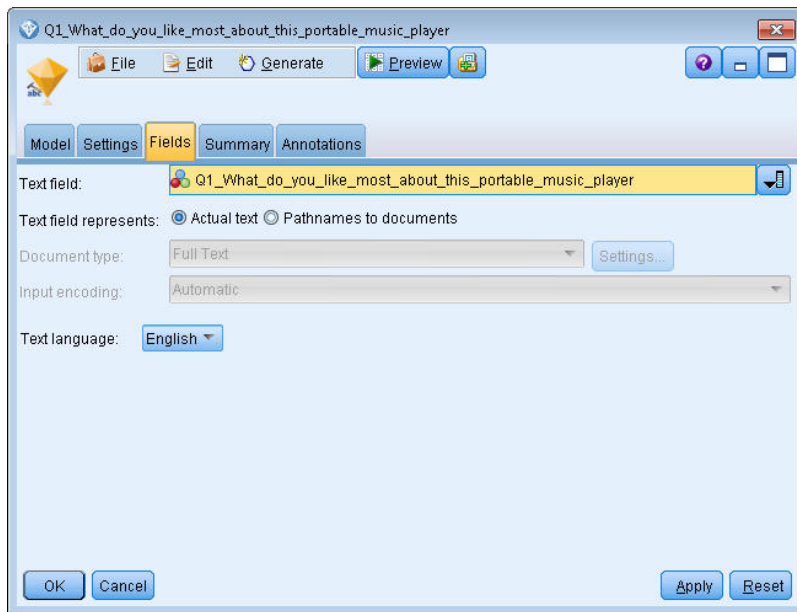 Q1_What_do_you_like_most_about_this_portable_music_player
File Edit Generate Preview
abc
Model Settings Fields Summary Annotations
Text field: Q1_What_do_you_like_most_about_this_portable_music_player
Text field represents: Actual text Pathnames to documents
Document type: Full Text Settings...
Input encoding: Automatic
Text language: English
OK Cancel Apply Reset